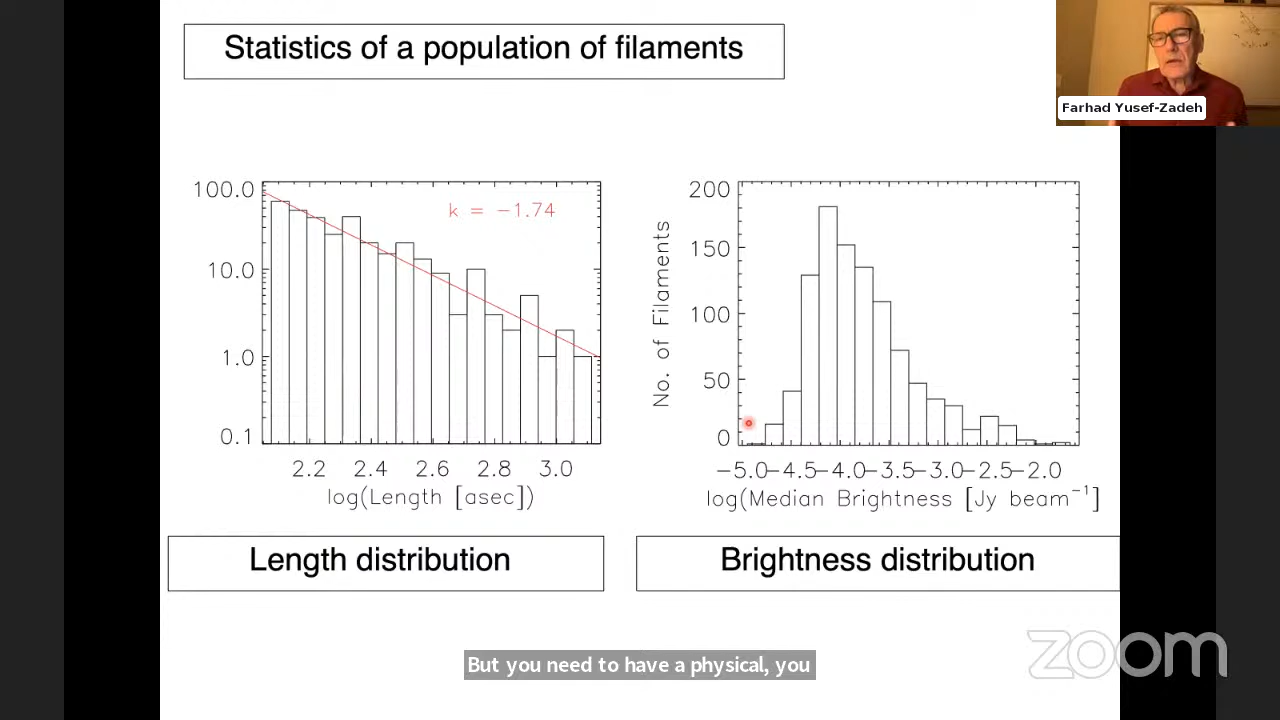 Statistics of a population of filaments
Farhad Yusef-Zadeh
100.0
10.0
1.0
0.1
k = −1.74
2.2 2.4 2.6 2.8 3.0
log(Length [asec])
No. of Filaments
200
150
100
50
0
−5.0−4.5−4.0−3.5−3.0−2.5−2.0
log(Median Brightness [Jy beam⁻¹]
Length distribution
Brightness distribution
zoom
But you need to have a physical, you